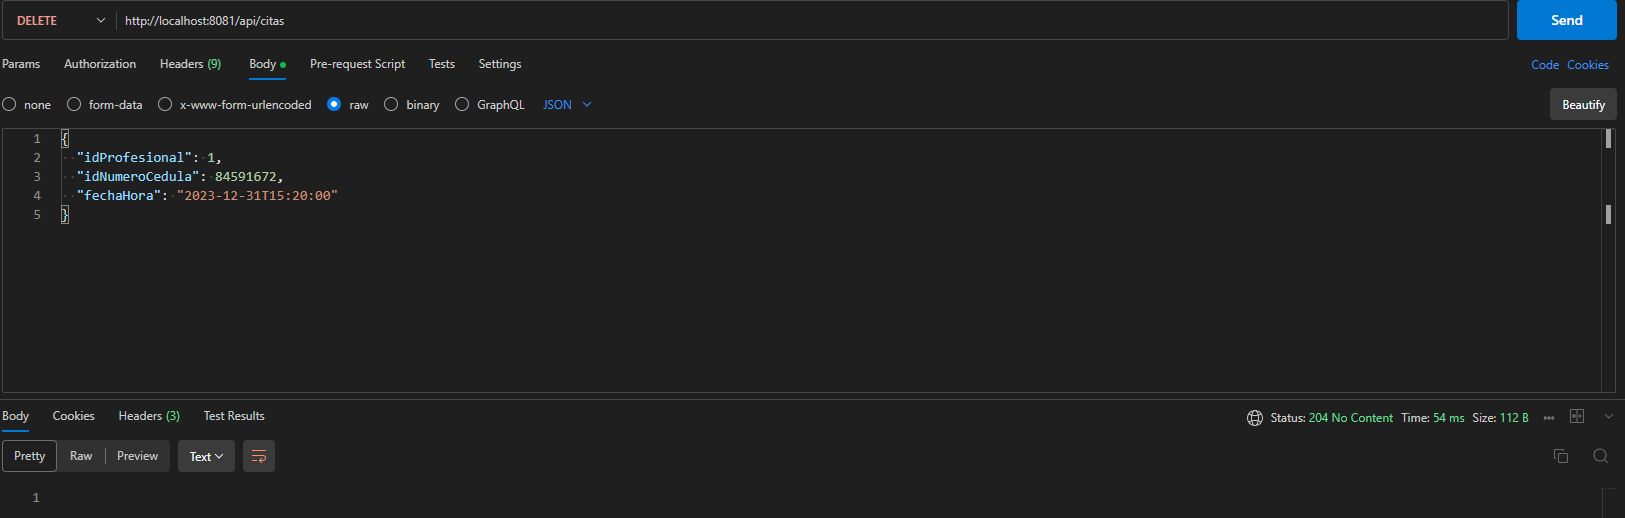 DELETE http://localhost:8081/api/citas Send
Params Authorization Headers (9) Body Pre-request Script Tests Settings Code Cookies
none form-data x-www-form-urlencoded raw binary GraphQL JSON Beautify
1 {
2 "idProfesional": 1,
3 "idNumeroCedula": 84591672,
4 "fechaHora": "2023-12-31T15:20:00"
5 }
Body Cookies Headers (3) Test Results Status: 204 No Content Time: 54 ms Size: 112 B
Pretty Raw Preview Text
1